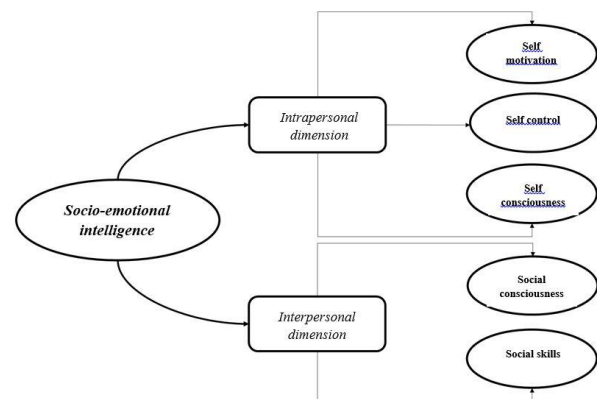 Self
motivation
Intrapersonal
dimension
Self control
Self
consciousness
Socio-emotional
intelligence
Social
consciousness
Interpersonal
dimension
Social skills